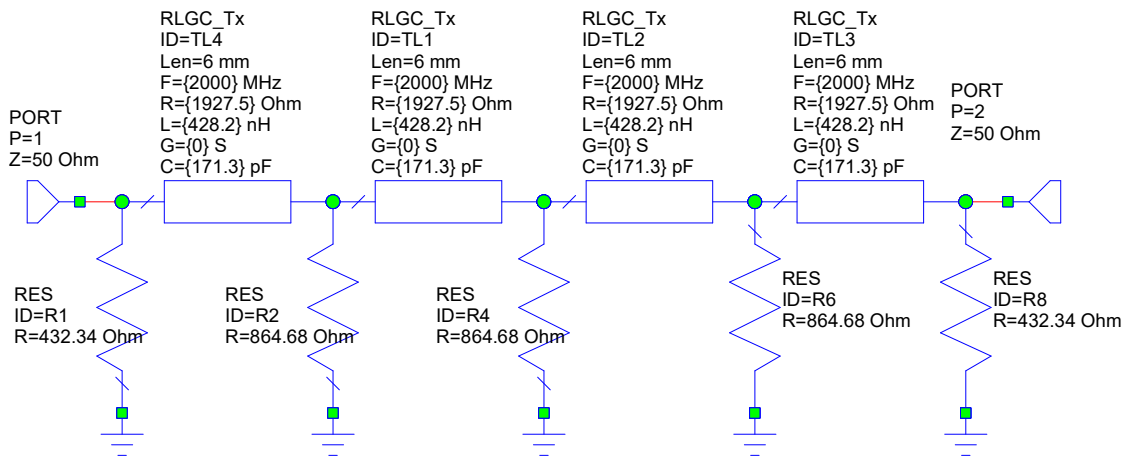 RLGC_Tx
ID=TL4
Len=6 mm
F={2000} MHz
R={1927.5} Ohm
L={428.2} nH
G={0} S
C={171.3} pF
RLGC_Tx
ID=TL1
Len=6 mm
F={2000} MHz
R={1927.5} Ohm
L={428.2} nH
G={0} S
C={171.3} pF
RLGC_Tx
ID=TL2
Len=6 mm
F={2000} MHz
R={1927.5} Ohm
L={428.2} nH
G={0} S
C={171.3} pF
RLGC_Tx
ID=TL3
Len=6 mm
F={2000} MHz
R={1927.5} Ohm
L={428.2} nH
G={0} S
C={171.3} pF
PORT
P=1
Z=50 Ohm
PORT
P=2
Z=50 Ohm
RES
ID=R1
R=432.34 Ohm
RES
ID=R2
R=864.68 Ohm
RES
ID=R4
R=864.68 Ohm
RES
ID=R6
R=864.68 Ohm
RES
ID=R8
R=432.34 Ohm